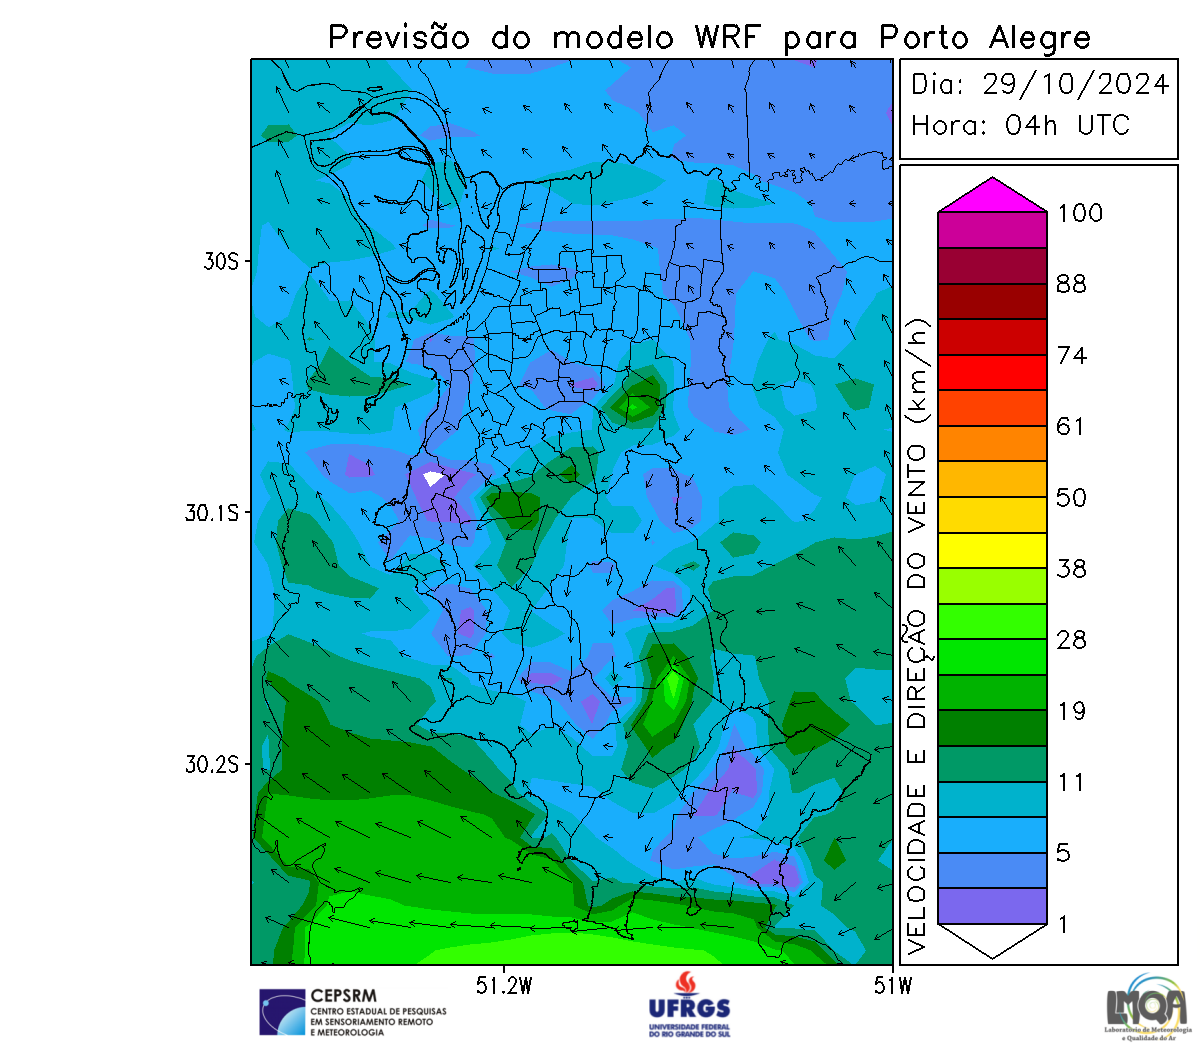 Previsão do modelo WRF para Porto Alegre
Dia: 29/10/2024
Hora: 04h UTC
100
88
74
61
50
38
28
19
11
5
1
VELOCIDADE E DIREÇÃO DO VENTO (km/h)
30S
30.1S
30.2S
51.2W
51W
CEPSRM
CENTRO ESTADUAL DE PESQUISAS
EM SENSORIAMENTO REMOTO
E METEOROLOGIA
UFRGS
UNIVERSIDADE FEDERAL
DO RIO GRANDE DO SUL
LMQA
Laboratório de Meteorologia
e Qualidade do Ar